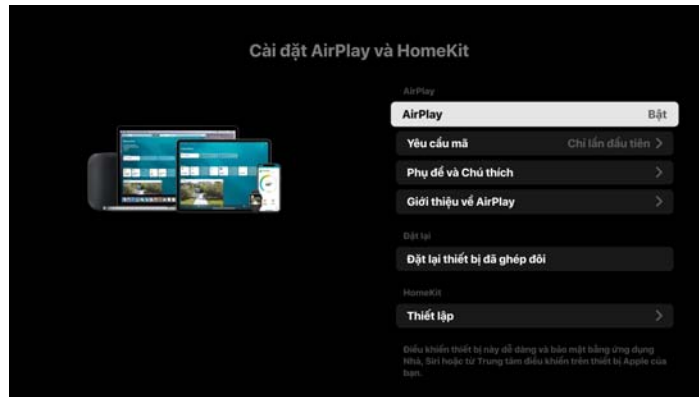 Cài đặt AirPlay và HomeKit
AirPlay
AirPlay Bật
Yêu cầu mã Chỉ lần đầu tiên
Phụ đề và Chú thích
Giới thiệu về AirPlay
Đặt lại
Đặt lại thiết bị đã ghép đôi
HomeKit
Thiết lập
Điều khiển thiết bị này dễ dàng và bảo mật bằng ứng dụng
Nhà, Siri hoặc từ Trung tâm điều khiển trên thiết bị Apple của
bạn.